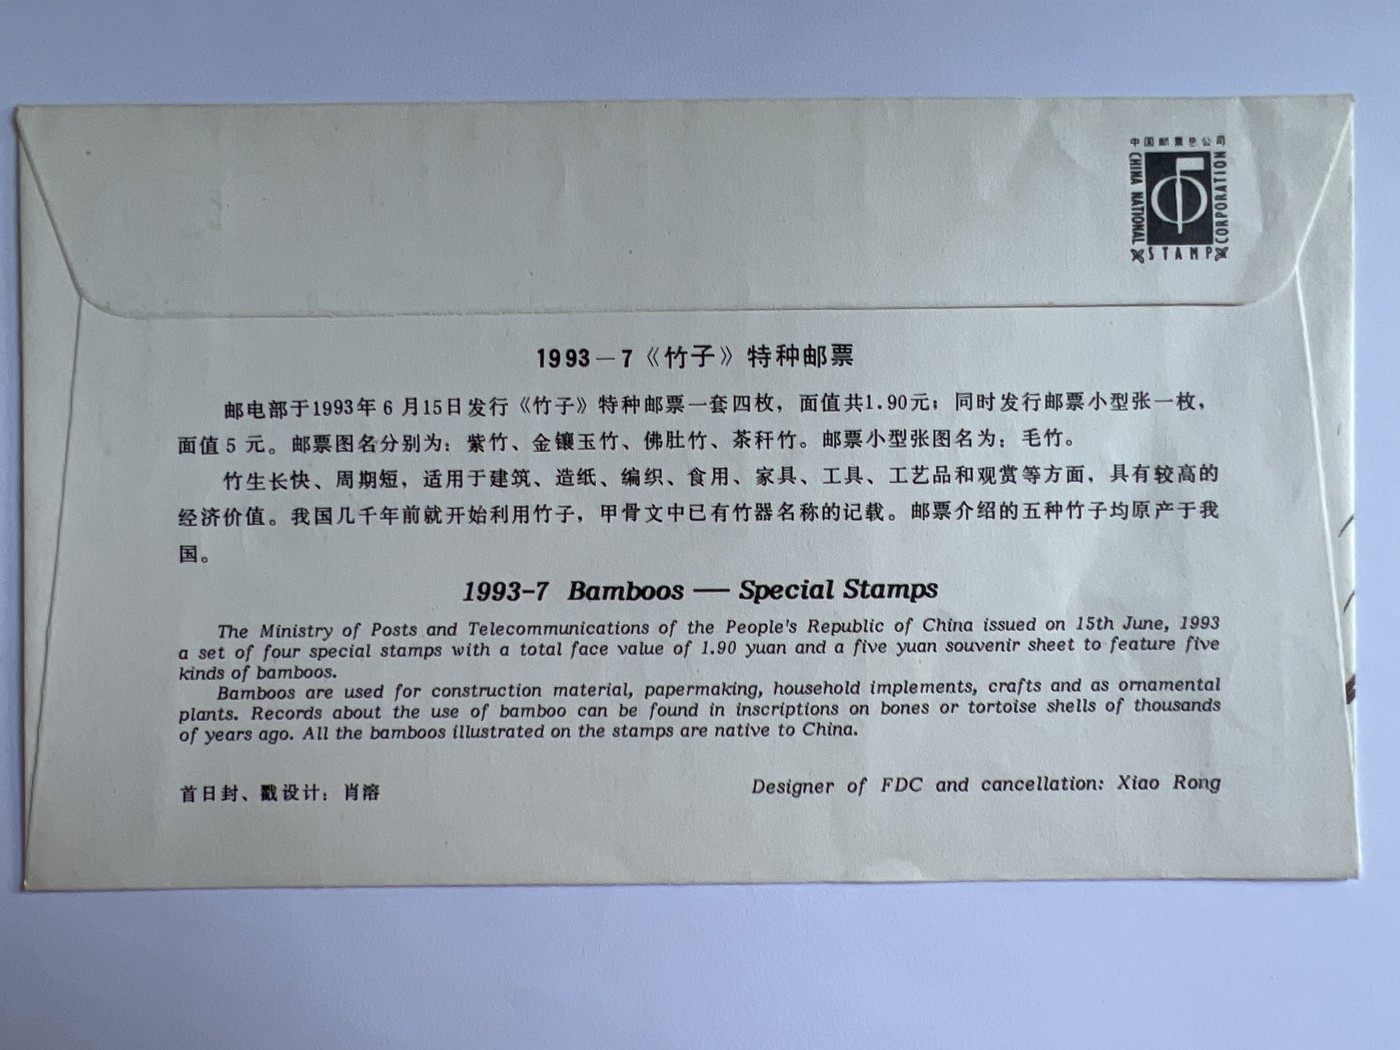 中国邮票总公司
CHINA NATIONAL
STAMP
CORPORATION
1993—7《竹子》特种邮票
邮电部于1993年6月15日发行《竹子》特种邮票一套四枚，面值共1.90元；同时发行邮票小型张一枚，
面值5元。邮票图名分别为：紫竹、金镶玉竹、佛肚竹、茶秆竹。邮票小型张图名为：毛竹。
竹生长快、周期短，适用于建筑、造纸、编织、食用、家具、工具、工艺品和观赏等方面，具有较高的
经济价值。我国几千年前就开始利用竹子，甲骨文中已有竹器名称的记载。邮票介绍的五种竹子均原产于我
国。
1993-7 Bamboos — Special Stamps
The Ministry of Posts and Telecommunications of the People's Republic of China issued on 15th June, 1993
a set of four special stamps with a total face value of 1.90 yuan and a five yuan souvenir sheet to feature five
kinds of bamboos.
Bamboos are used for construction material, papermaking, household implements, crafts and as ornamental
plants. Records about the use of bamboo can be found in inscriptions on bones or tortoise shells of thousands
of years ago. All the bamboos illustrated on the stamps are native to China.
首日封、戳设计：肖溶
Designer of FDC and cancellation: Xiao Rong